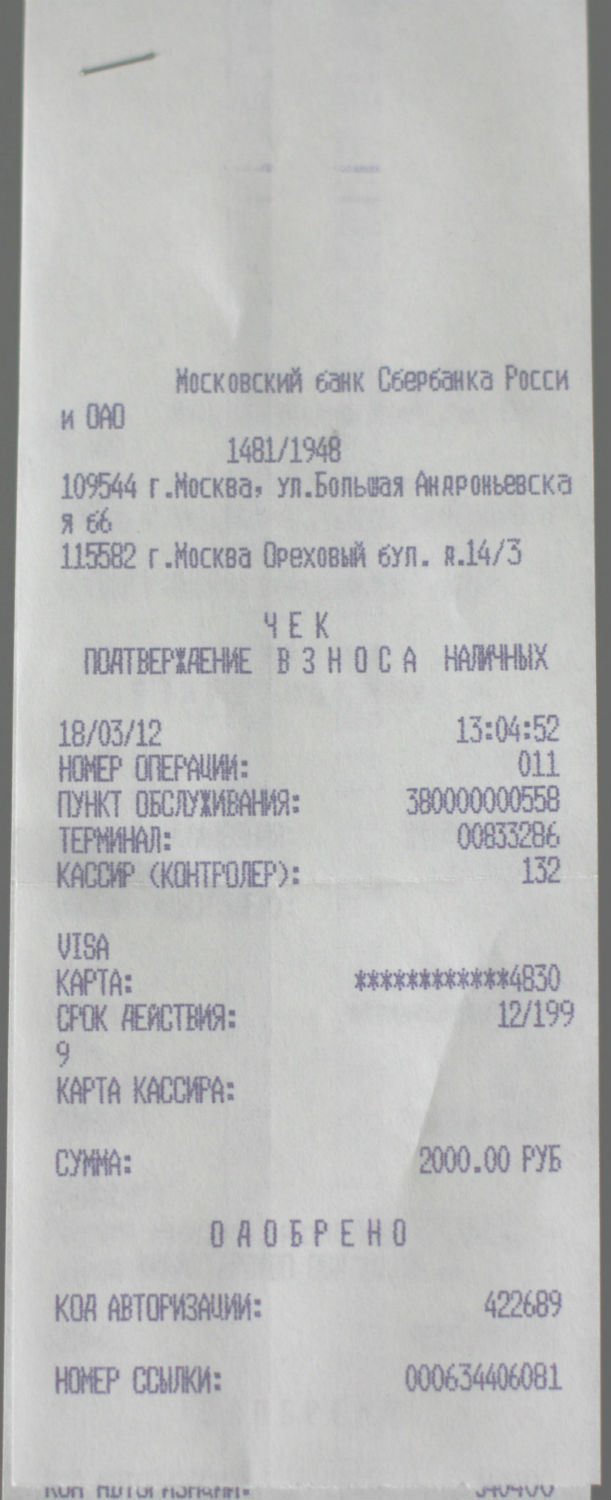 Московский банк Сбербанка Росси
и ОАО
1481/1948
109544 г.Москва, ул.Большая Андроньевска
я 66
115582 г.Москва Ореховый бул. д.14/3
ЧЕК
ПОДТВЕРЖДЕНИЕ ВЗНОСА НАЛИЧНЫХ
18/03/12 13:04:52
НОМЕР ОПЕРАЦИИ: 011
ПУНКТ ОБСЛУЖИВАНИЯ: 380000000558
ТЕРМИНАЛ: 00833286
КАССИР (КОНТРОЛЕР): 132
VISA
КАРТА: ************4830
СРОК ДЕЙСТВИЯ: 12/199
9
КАРТА КАССИРА:
СУММА: 2000.00 РУБ
ОДОБРЕНО
КОД АВТОРИЗАЦИИ: 422689
НОМЕР ССЫЛКИ: 000634406081
КОД АВТОРИЗАЦИИ: